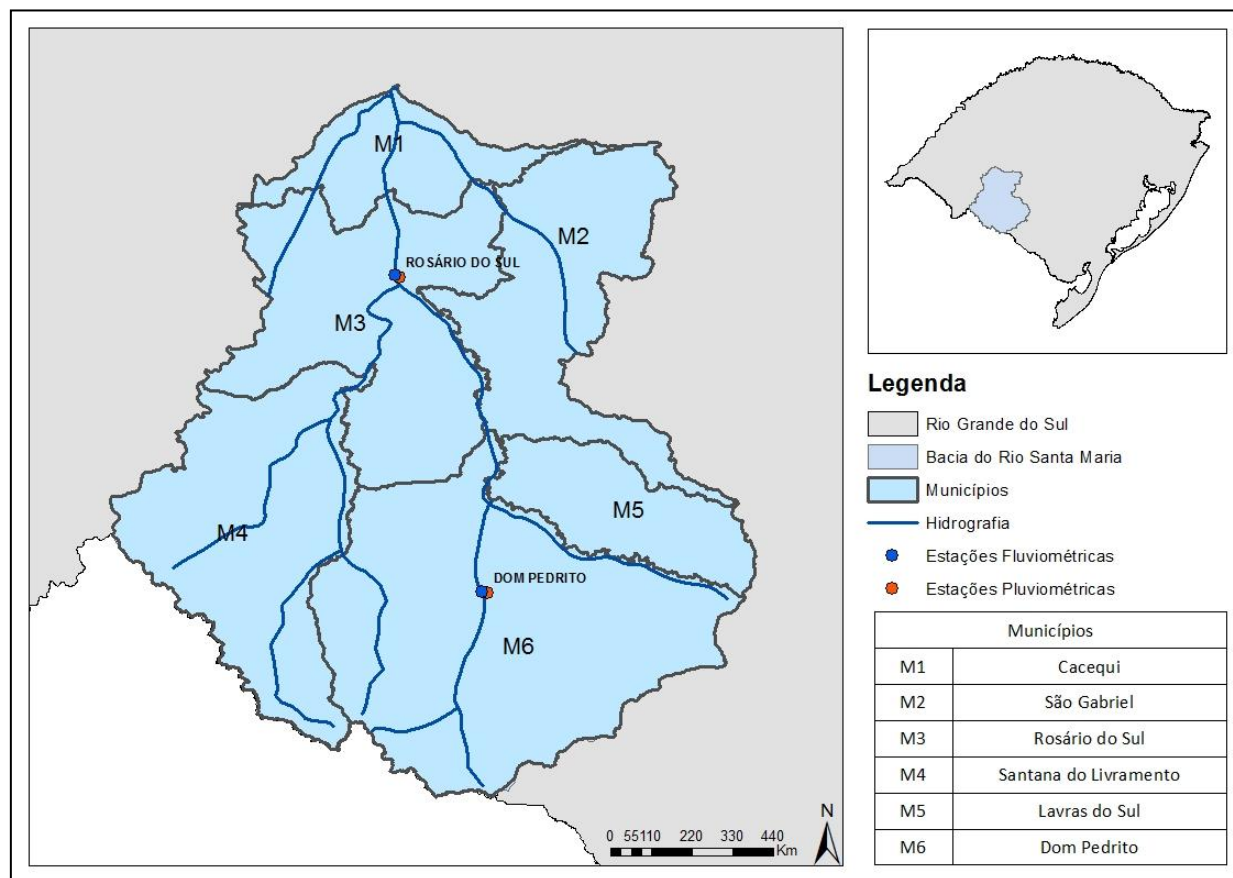 M1
M2
ROSÁRIO DO SUL
M3
M4
M5
DOM PEDRITO
M6
N
0 55110 220 330 440
Km
Legenda
Rio Grande do Sul
Bacia do Rio Santa Maria
Municípios
Hidrografia
Estações Fluviométricas
Estações Pluviométricas
Municípios
M1 Cacequi
M2 São Gabriel
M3 Rosário do Sul
M4 Santana do Livramento
M5 Lavras do Sul
M6 Dom Pedrito